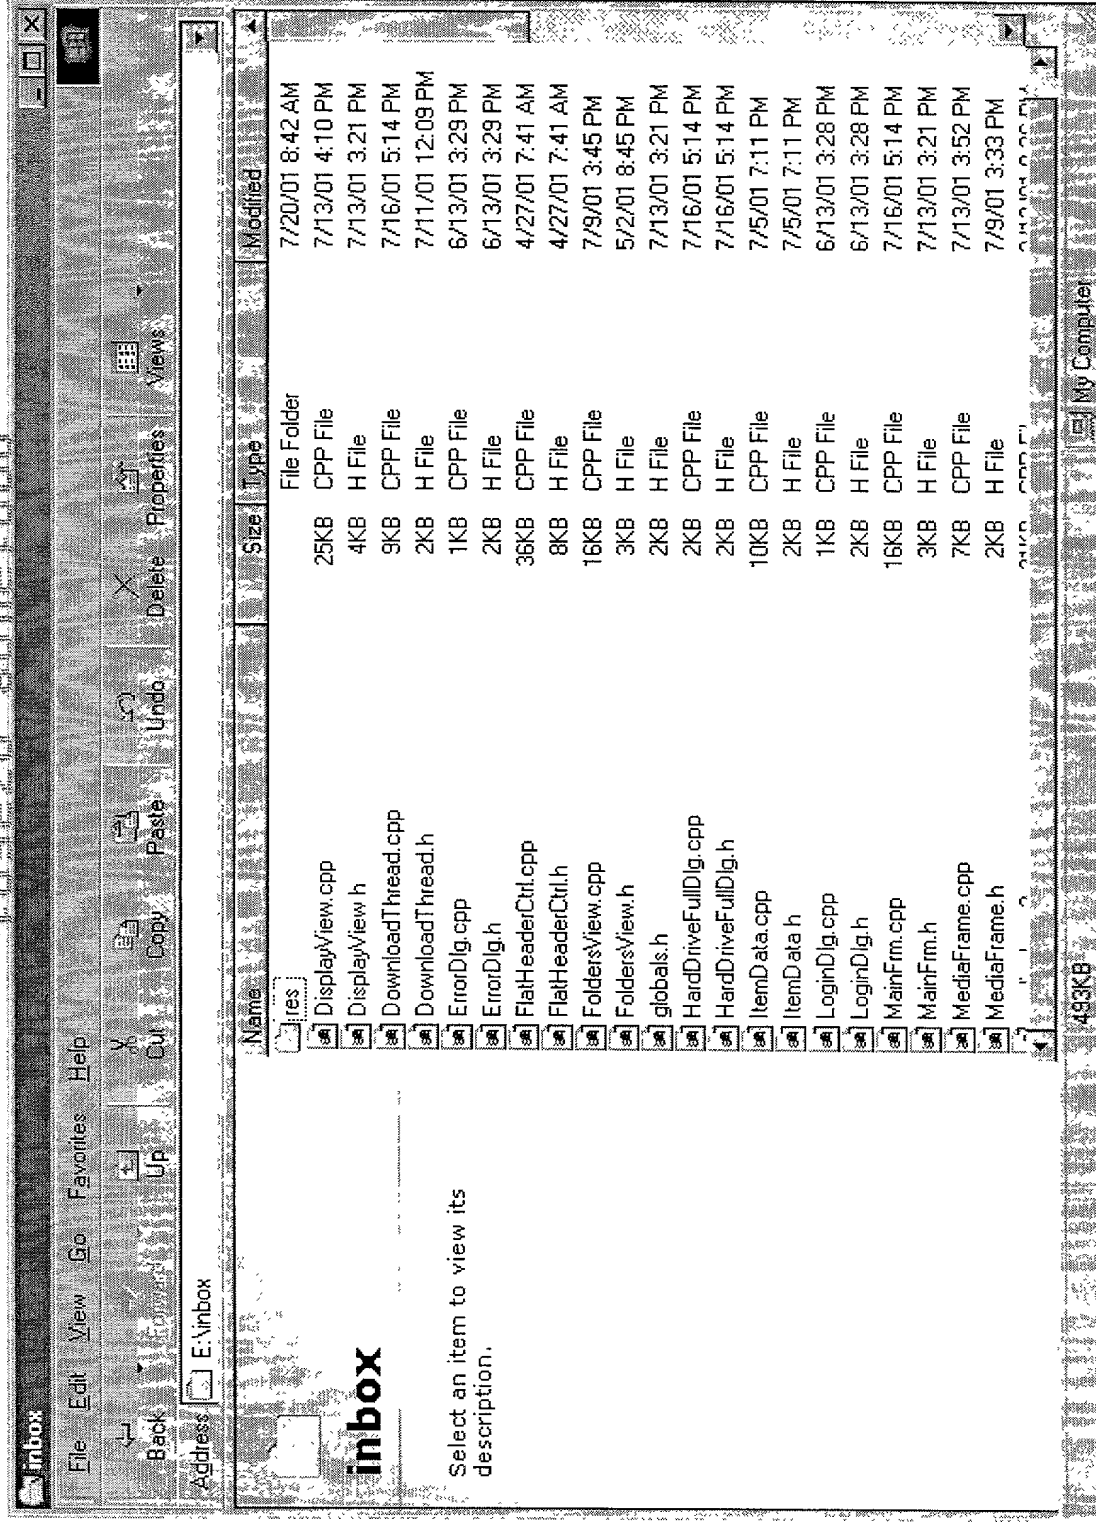 inbox
File Edit View Go Favorites Help
Back Forward Up Cut Copy Paste Undo Delete Properties Views
Address E:\inbox
inbox
Select an item to view its
description.
Name Size Type Modified
res File Folder 7/20/01 8:42 AM
DisplayView.cpp 25KB CPP File 7/13/01 4:10 PM
DisplayView.h 4KB H File 7/13/01 3:21 PM
DownloadThread.cpp 9KB CPP File 7/16/01 5:14 PM
DownloadThread.h 2KB H File 7/11/01 12:09 PM
ErrorDlg.cpp 1KB CPP File 6/13/01 3:29 PM
ErrorDlg.h 2KB H File 6/13/01 3:29 PM
FlatHeaderCtrl.cpp 36KB CPP File 4/27/01 7:41 AM
FlatHeaderCtrl.h 8KB H File 4/27/01 7:41 AM
FoldersView.cpp 16KB CPP File 7/9/01 3:45 PM
FoldersView.h 3KB H File 5/2/01 8:45 PM
globals.h 2KB H File 7/13/01 3:21 PM
HardDriveFullDlg.cpp 2KB CPP File 7/16/01 5:14 PM
HardDriveFullDlg.h 2KB H File 7/16/01 5:14 PM
ItemData.cpp 10KB CPP File 7/5/01 7:11 PM
ItemData.h 2KB H File 7/5/01 7:11 PM
LoginDlg.cpp 1KB CPP File 6/13/01 3:28 PM
LoginDlg.h 2KB H File 6/13/01 3:28 PM
MainFrm.cpp 16KB CPP File 7/16/01 5:14 PM
MainFrm.h 3KB H File 7/13/01 3:21 PM
MediaFrame.cpp 7KB CPP File 7/13/01 3:52 PM
MediaFrame.h 2KB H File 7/9/01 3:33 PM
493KB My Computer